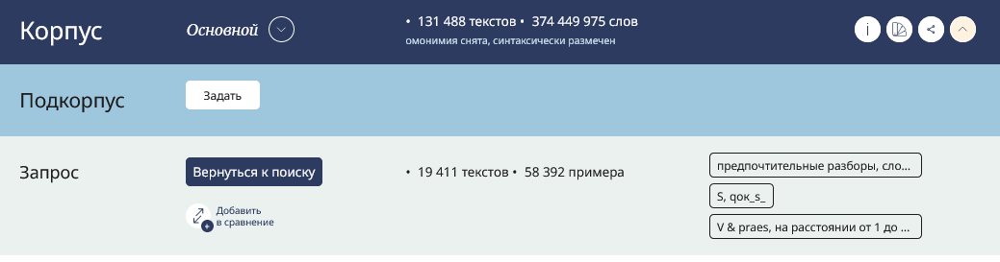 Корпус
Основной
• 131 488 текстов • 374 449 975 слов
омонимия снята, синтаксически размечен
i
Подкорпус
Задать
Запрос
Вернуться к поиску
• 19 411 текстов • 58 392 примера
Добавить
в сравнение
предпочтительные разборы, сло...
S, qок_s_
V & praes, на расстоянии от 1 до ...